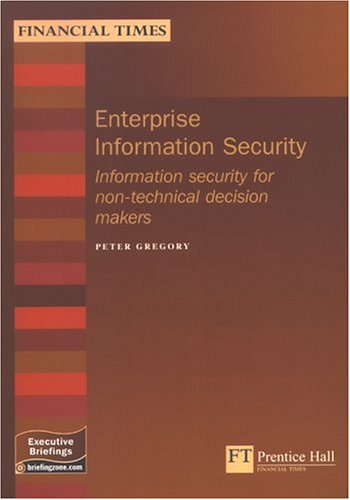 FINANCIAL TIMES
Enterprise
Information Security
Information security for
non-technical decision
makers
PETER GREGORY
Executive
Briefings
briefingzone.com
FT Prentice Hall
FINANCIAL TIMES